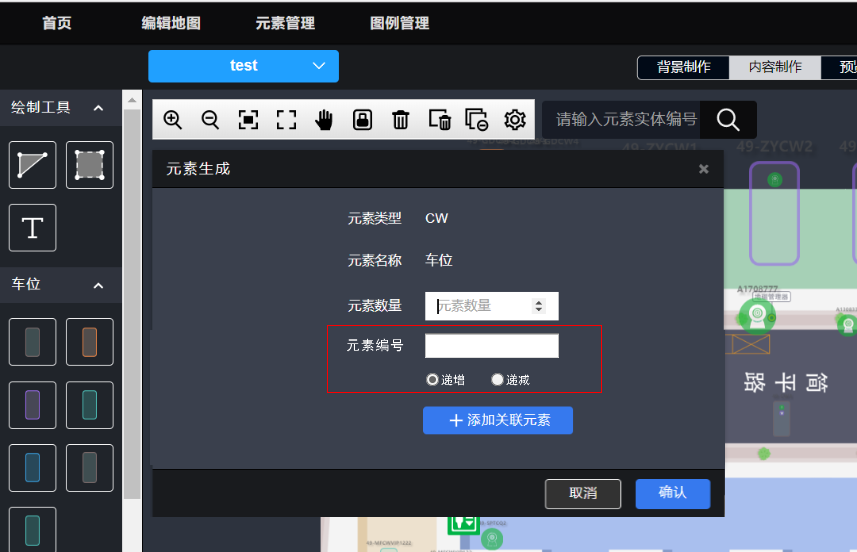 首页 编辑地图 元素管理 图例管理
test
背景制作 内容制作
绘制工具
请输入元素实体编号
49-ZYCW1 49-ZYCW2 49
元素生成
元素类型 CW
T
元素名称 车位
车位
A1708777
元素数量 元素数量
元素编号
递增 递减
简平路
添加关联元素
取消 确认